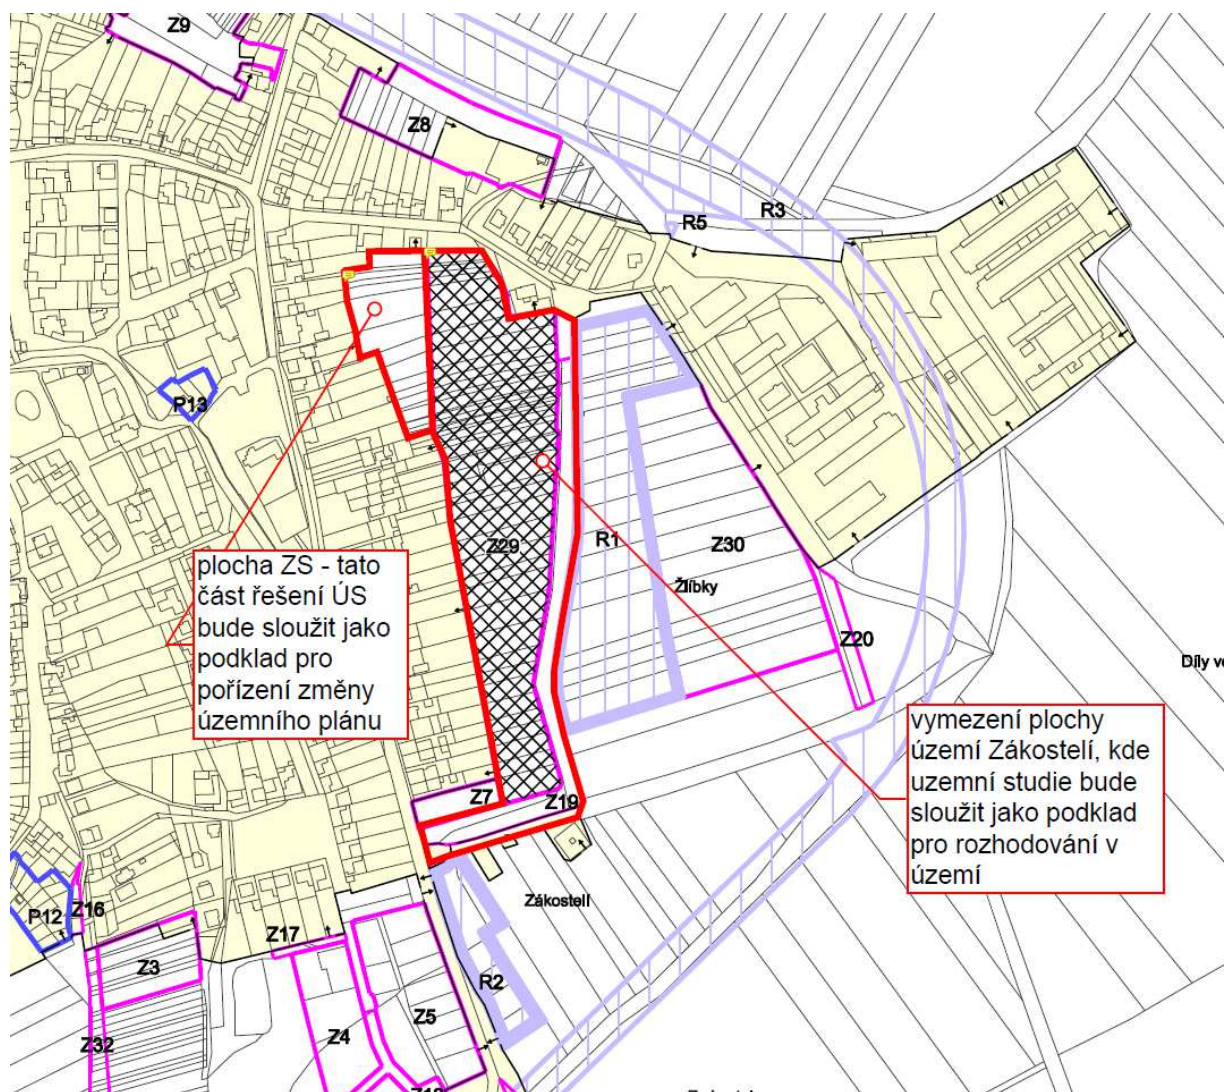 Z9
Z8
R3
R5
P13
Z29
R1
Z30
Žlíbky
plocha ZS - tato
část řešení ÚS
bude sloužit jako
podklad pro
pořízení změny
územního plánu
Z20
Díly
vymezení plochy
území Zákostelí, kde
uzemní studie bude
sloužit jako podklad
pro rozhodování v
území
Z7
Z19
Zákostelí
P12
Z16
Z17
Z3
R2
Z5
Z4
Z32